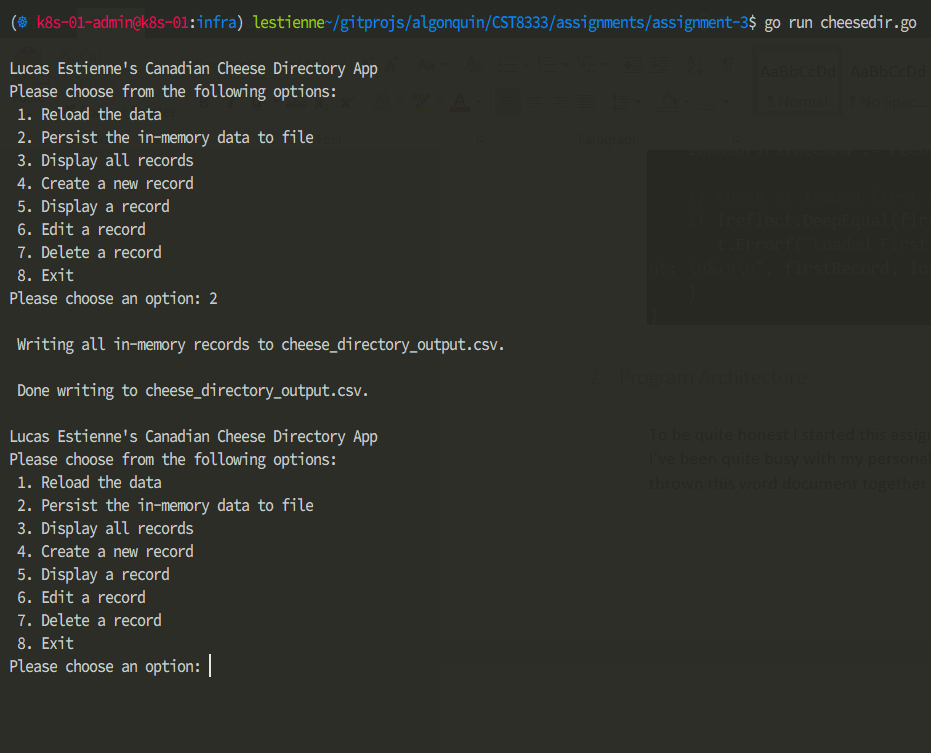 (☸ k8s-01-admin@k8s-01:infra) lestienne~/gitprojs/algonquin/CST8333/assignments/assignment-3$ go run cheesedir.go
Lucas Estienne's Canadian Cheese Directory App
Please choose from the following options:
1. Reload the data
2. Persist the in-memory data to file
3. Display all records
4. Create a new record
5. Display a record
6. Edit a record
7. Delete a record
8. Exit
Please choose an option: 2
Writing all in-memory records to cheese_directory_output.csv.
Done writing to cheese_directory_output.csv.
Lucas Estienne's Canadian Cheese Directory App
Please choose from the following options:
1. Reload the data
2. Persist the in-memory data to file
3. Display all records
4. Create a new record
5. Display a record
6. Edit a record
7. Delete a record
8. Exit
Please choose an option:
AaBbCcDd AaBbCcDd
Normal
Program Architecture
To be quite honest I started this
I've been quite busy with my
thrown this word document together